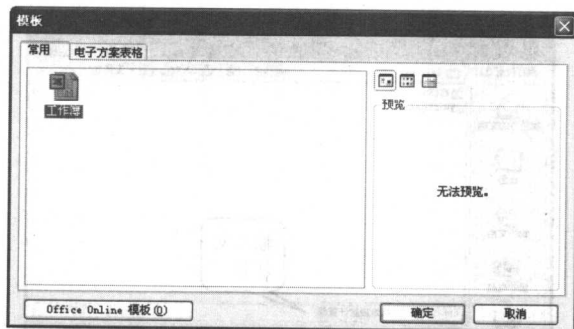 模板
常用
电子方案表格
工作簿
预览
无法预览。
Office Online 模板(O)
确定
取消